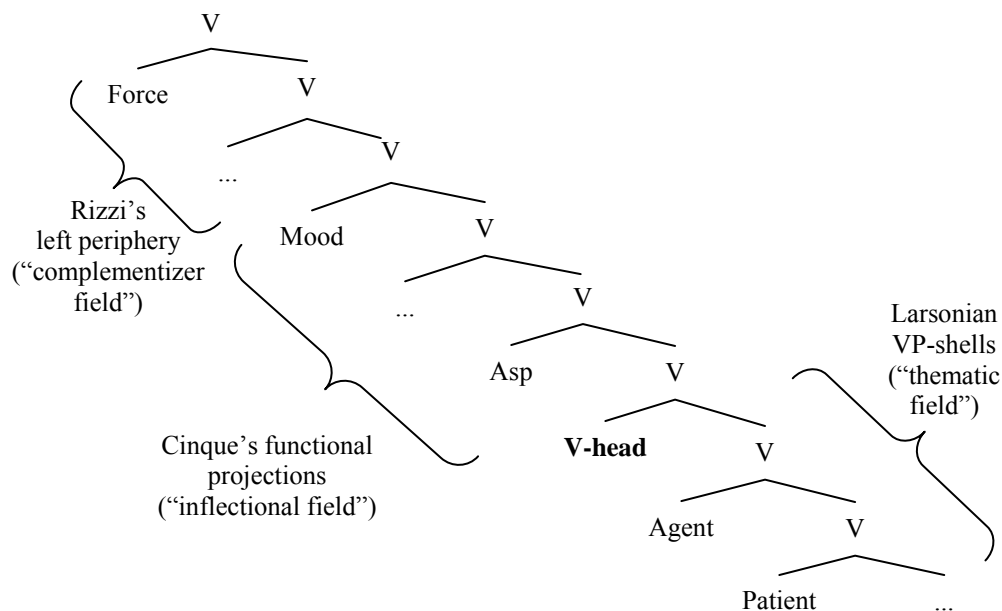 V
Force
V
...
V
Rizzi’s
left periphery
(“complementizer
field”)
Mood
V
...
V
Larsonian
VP-shells
(“thematic
field”)
Asp
V
Cinque’s functional
projections
(“inflectional field”)
V-head
V
Agent
V
Patient
...